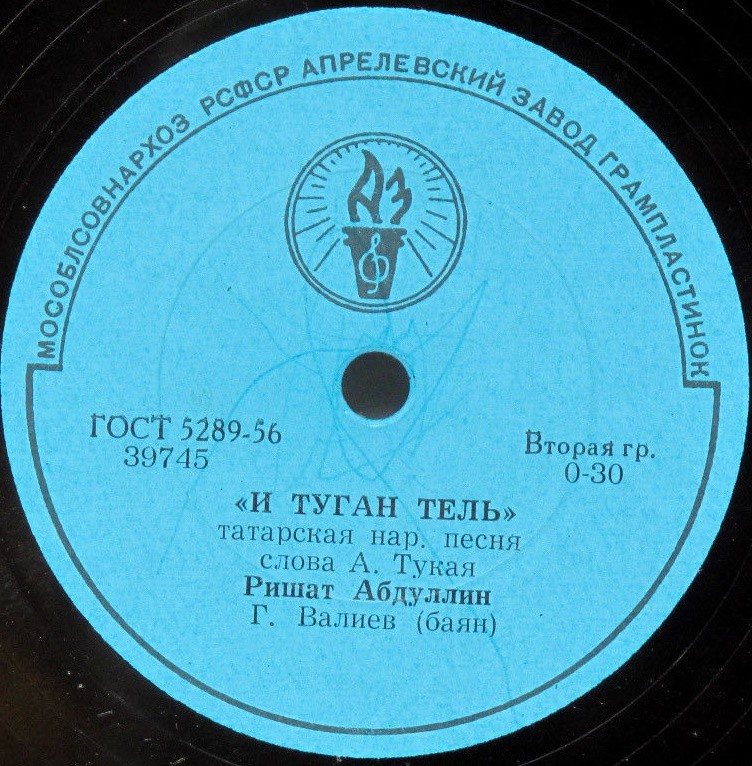 МОСОБЛСОВНАРХОЗ РСФСР АПРЕЛЕВСКИЙ ЗАВОД ГРАМПЛАСТИНОК
АЗ
ГОСТ 5289-56
39745
Вторая гр.
0-30
«И ТУГАН ТЕЛЬ»
татарская нар. песня
слова А. Тукая
Ришат Абдуллин
Г. Валиев (баян)